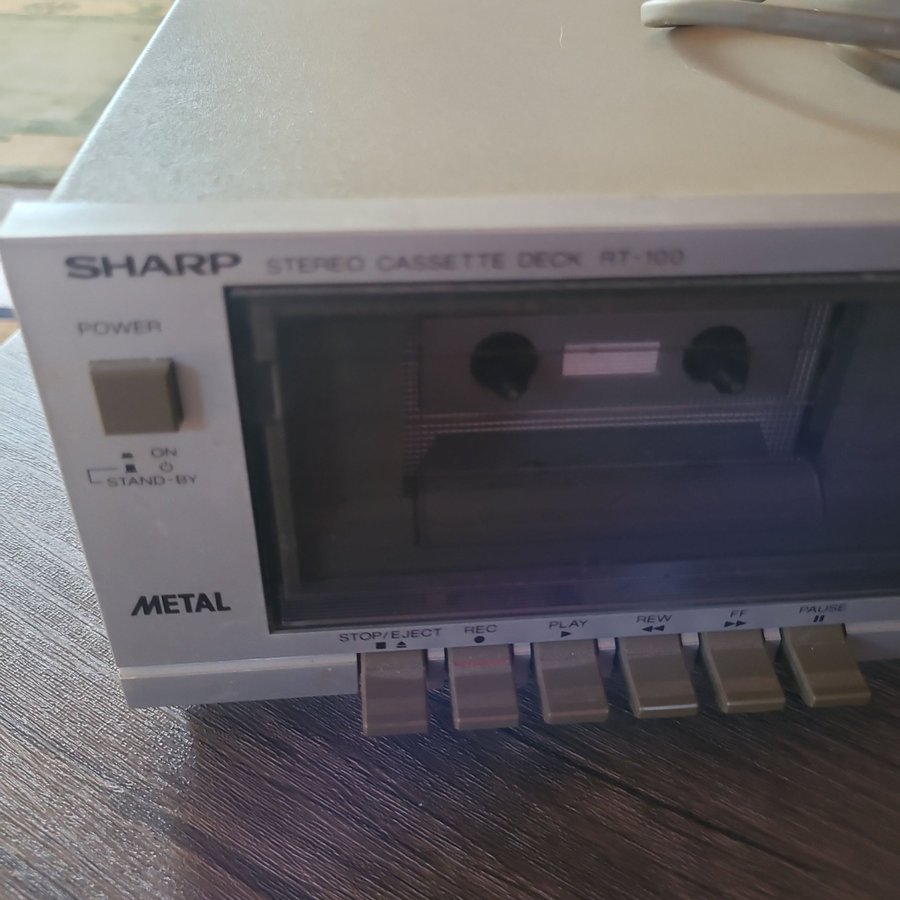 SHARP STEREO CASSETTE DECK RT-100
POWER
ON
STAND-BY
METAL
STOP/EJECT REC PLAY REW FF PAUSE